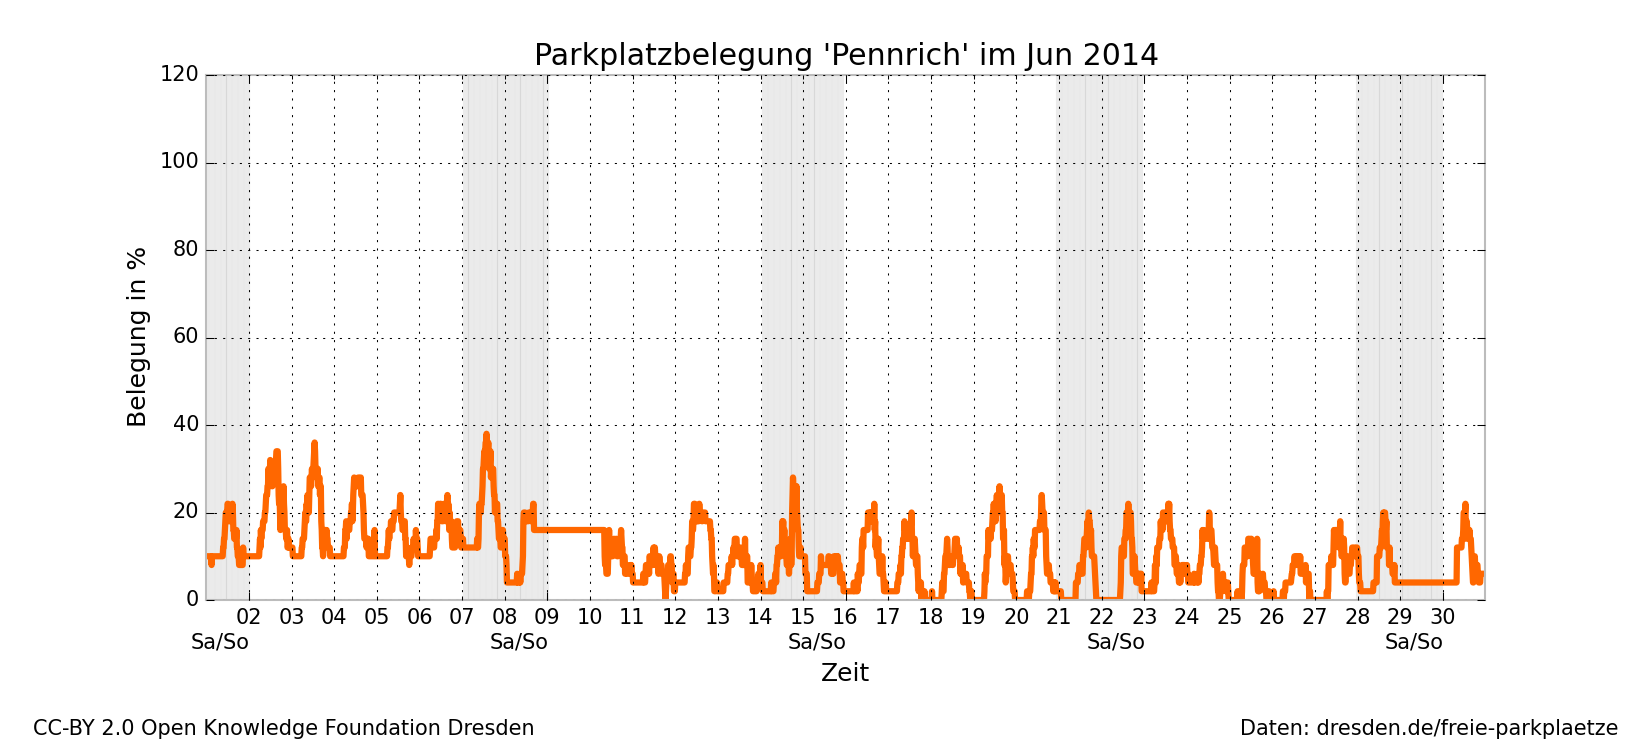 Parkplatzbelegung 'Pennrich' im Jun 2014
120
100
80
60
40
20
0
Belegung in %
02 03 04 05 06 07 08 09 10 11 12 13 14 15 16 17 18 19 20 21 22 23 24 25 26 27 28 29 30
Sa/So Sa/So Sa/So Sa/So Sa/So
Zeit
CC-BY 2.0 Open Knowledge Foundation Dresden
Daten: dresden.de/freie-parkplaetze